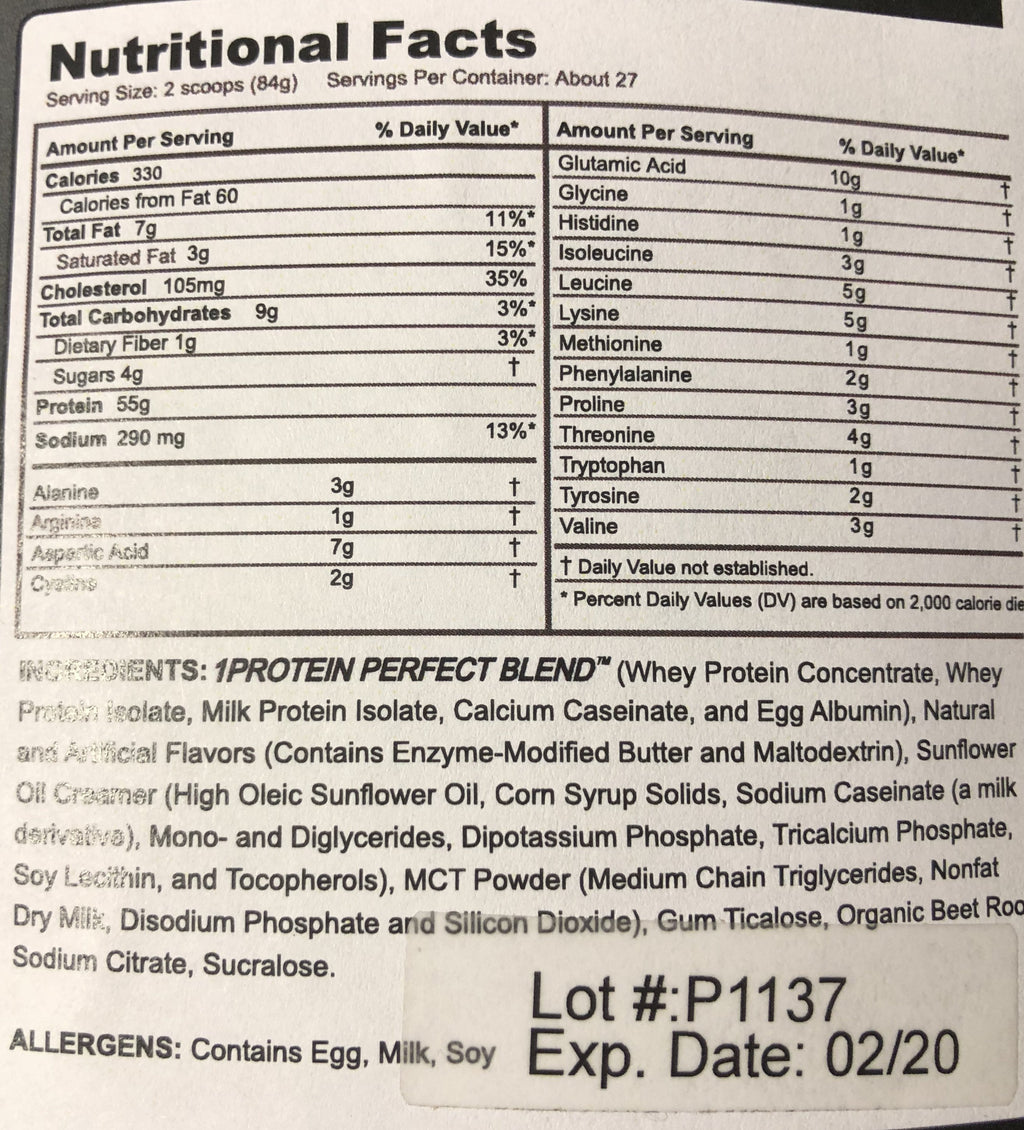 Nutritional Facts
Serving Size: 2 scoops (84g) Servings Per Container: About 27
Amount Per Serving % Daily Value*
Calories 330
Calories from Fat 60
Total Fat 7g 11%*
Saturated Fat 3g 15%*
Cholesterol 105mg 35%
Total Carbohydrates 9g 3%*
Dietary Fiber 1g 3%*
Sugars 4g †
Protein 55g
Sodium 290 mg 13%*
Alanine 3g †
Arginine 1g †
Aspartic Acid 7g †
Cystine 2g †
Amount Per Serving % Daily Value*
Glutamic Acid 10g †
Glycine 1g †
Histidine 1g †
Isoleucine 3g †
Leucine 5g †
Lysine 5g †
Methionine 1g †
Phenylalanine 2g †
Proline 3g †
Threonine 4g †
Tryptophan 1g †
Tyrosine 2g †
Valine 3g †
† Daily Value not established.
* Percent Daily Values (DV) are based on 2,000 calorie die
INGREDIENTS: 1PROTEIN PERFECT BLEND™ (Whey Protein Concentrate, Whey
Protein Isolate, Milk Protein Isolate, Calcium Caseinate, and Egg Albumin), Natural
and Artificial Flavors (Contains Enzyme-Modified Butter and Maltodextrin), Sunflower
Oil Creamer (High Oleic Sunflower Oil, Corn Syrup Solids, Sodium Caseinate (a milk
derivative), Mono- and Diglycerides, Dipotassium Phosphate, Tricalcium Phosphate,
Soy Lecithin, and Tocopherols), MCT Powder (Medium Chain Triglycerides, Nonfat
Dry Milk, Disodium Phosphate and Silicon Dioxide), Gum Ticalose, Organic Beet Roo
Sodium Citrate, Sucralose.
ALLERGENS: Contains Egg, Milk, Soy
Lot #:P1137
Exp. Date: 02/20